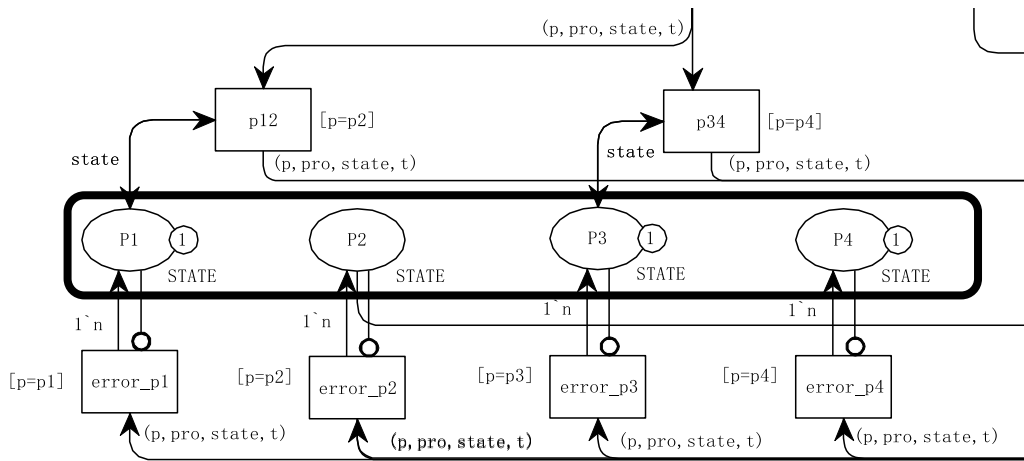 (p,pro,state,t)
p12
[p=p2]
p34
[p=p4]
state
(p,pro,state,t)
state
(p,pro,state,t)
P1
1
P2
P3
1
P4
1
STATE
STATE
STATE
STATE
1`n
1`n
1`n
1`n
[p=p1]
error_p1
[p=p2]
error_p2
[p=p3]
error_p3
[p=p4]
error_p4
(p,pro,state,t)
(p,pro,state,t)
(p,pro,state,t)
(p,pro,state,t)